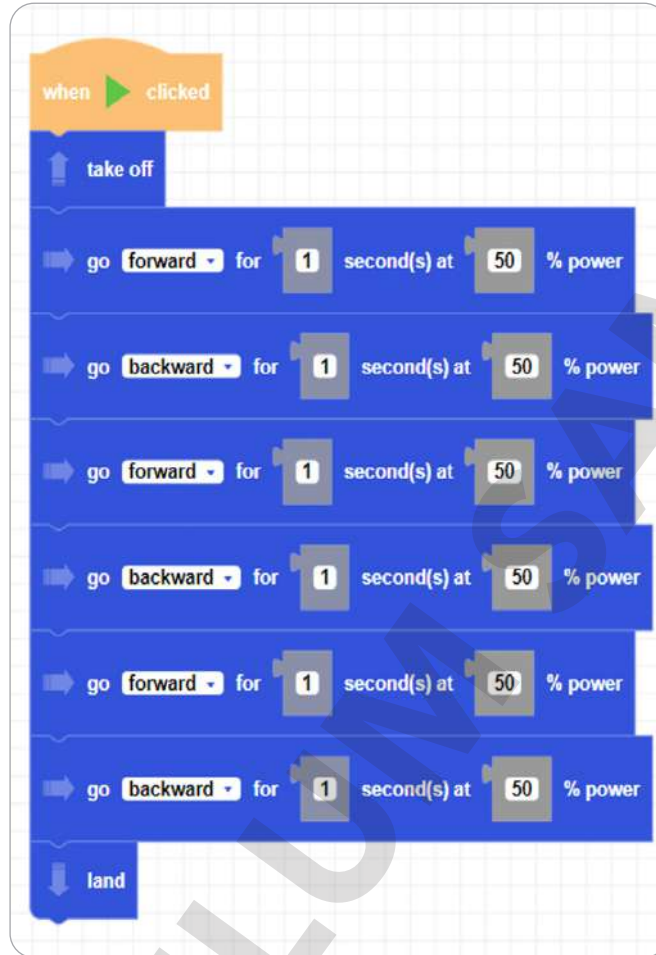 when clicked
take off
go forward for 1 second(s) at 50 % power
go backward for 1 second(s) at 50 % power
go forward for 1 second(s) at 50 % power
go backward for 1 second(s) at 50 % power
go forward for 1 second(s) at 50 % power
go backward for 1 second(s) at 50 % power
land